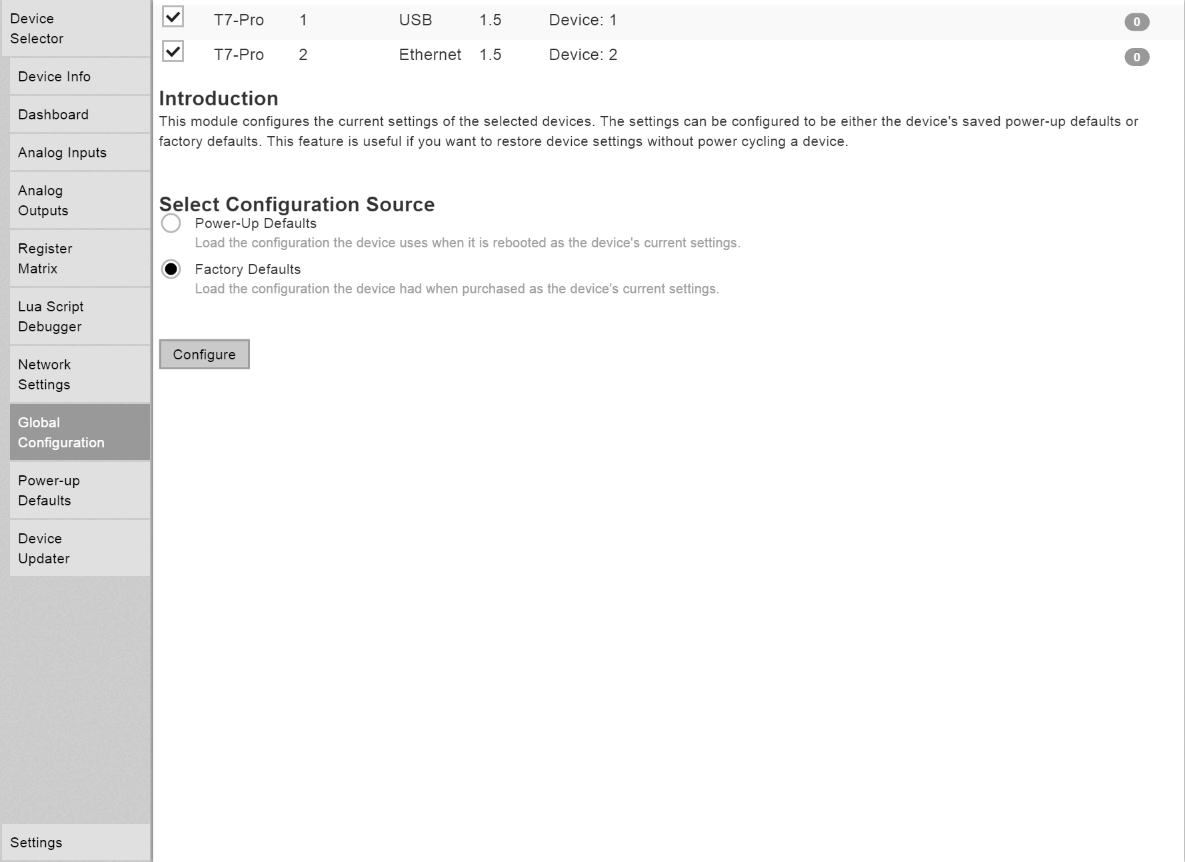 Device
Selector
Device Info
Dashboard
Analog Inputs
Analog
Outputs
Register
Matrix
Lua Script
Debugger
Network
Settings
Global
Configuration
Power-up
Defaults
Device
Updater
Settings
T7-Pro 1 USB 1.5 Device: 1 0
T7-Pro 2 Ethernet 1.5 Device: 2 0
Introduction
This module configures the current settings of the selected devices. The settings can be configured to be either the device's saved power-up defaults or
factory defaults. This feature is useful if you want to restore device settings without power cycling a device.
Select Configuration Source
Power-Up Defaults
Load the configuration the device uses when it is rebooted as the device's current settings.
Factory Defaults
Load the configuration the device had when purchased as the device's current settings.
Configure